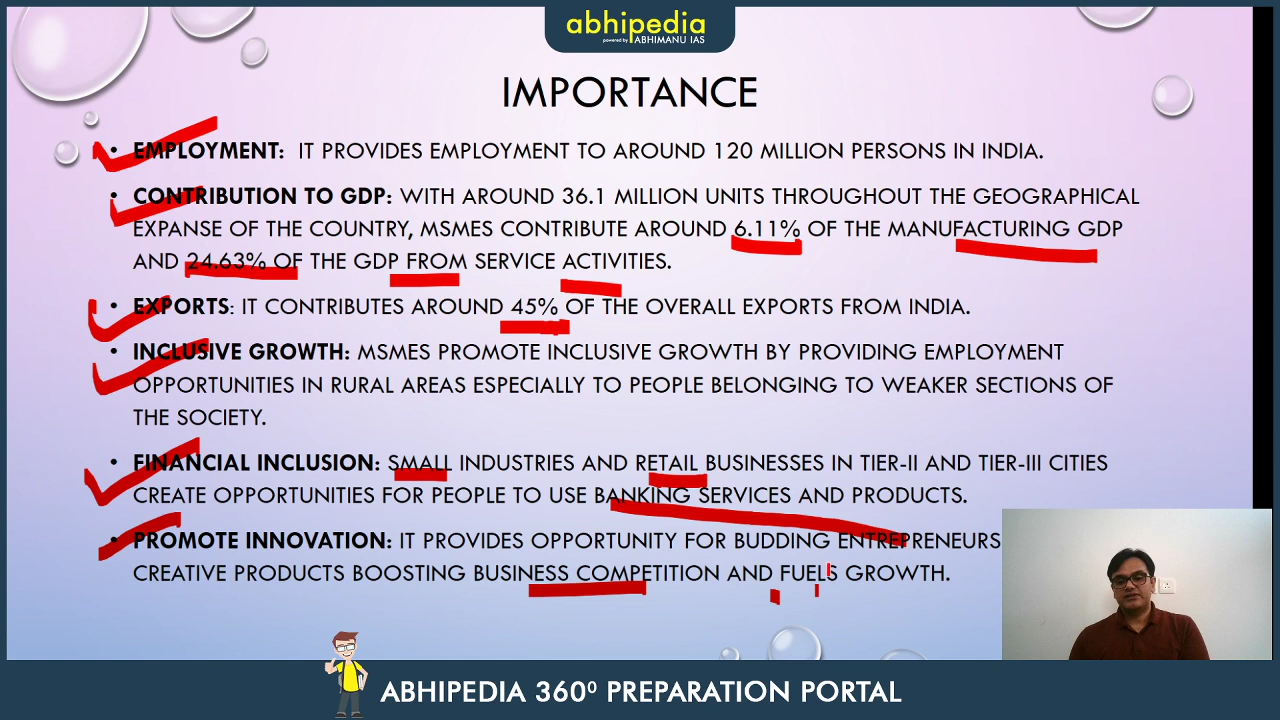 abhipedia
powered by ABHIMANU IAS
IMPORTANCE
• EMPLOYMENT: IT PROVIDES EMPLOYMENT TO AROUND 120 MILLION PERSONS IN INDIA.
• CONTRIBUTION TO GDP: WITH AROUND 36.1 MILLION UNITS THROUGHOUT THE GEOGRAPHICAL
EXPANSE OF THE COUNTRY, MSMES CONTRIBUTE AROUND 6.11% OF THE MANUFACTURING GDP
AND 24.63% OF THE GDP FROM SERVICE ACTIVITIES.
• EXPORTS: IT CONTRIBUTES AROUND 45% OF THE OVERALL EXPORTS FROM INDIA.
• INCLUSIVE GROWTH: MSMES PROMOTE INCLUSIVE GROWTH BY PROVIDING EMPLOYMENT
OPPORTUNITIES IN RURAL AREAS ESPECIALLY TO PEOPLE BELONGING TO WEAKER SECTIONS OF
THE SOCIETY.
• FINANCIAL INCLUSION: SMALL INDUSTRIES AND RETAIL BUSINESSES IN TIER-II AND TIER-III CITIES
CREATE OPPORTUNITIES FOR PEOPLE TO USE BANKING SERVICES AND PRODUCTS.
• PROMOTE INNOVATION: IT PROVIDES OPPORTUNITY FOR BUDDING ENTREPRENEURS
CREATIVE PRODUCTS BOOSTING BUSINESS COMPETITION AND FUELS GROWTH.
ABHIPEDIA 360⁰ PREPARATION PORTAL